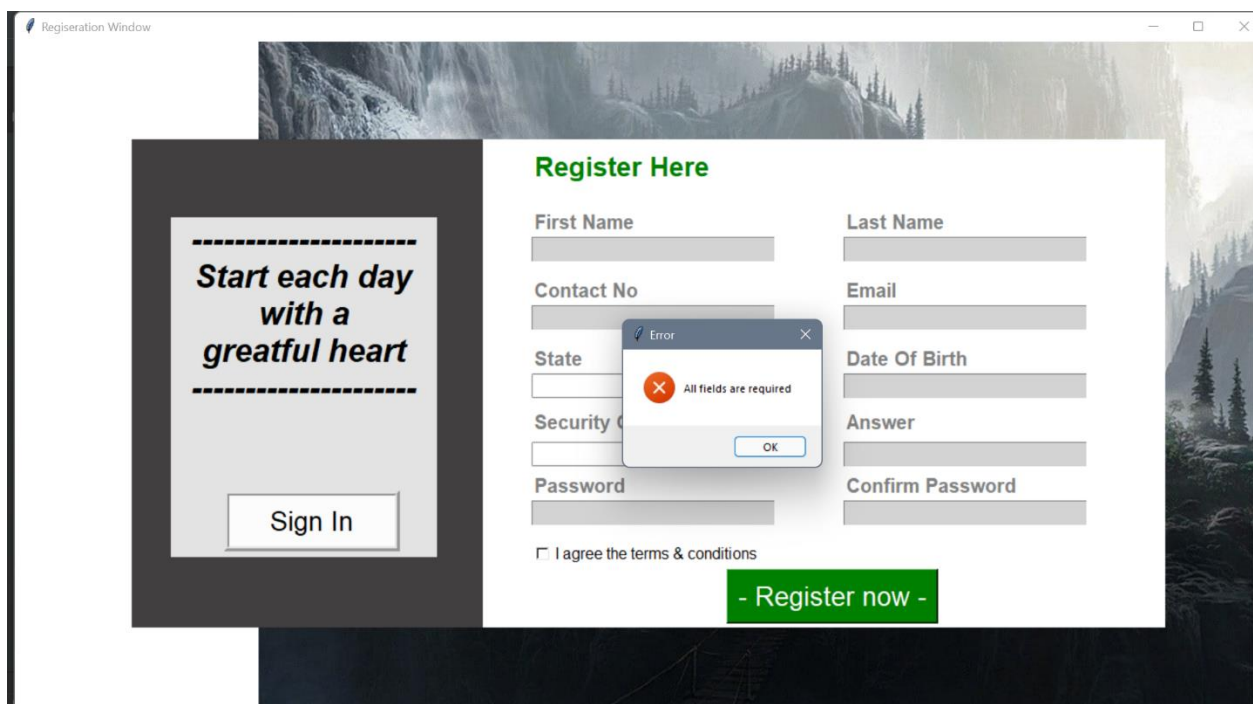 Regiseration Window
Register Here
First Name
Last Name
Contact No
Email
State
Date Of Birth
Security
Answer
Password
Confirm Password
I agree the terms & conditions
- Register now -
---------------------
Start each day
with a
greatful heart
---------------------
Sign In
Error
All fields are required
OK